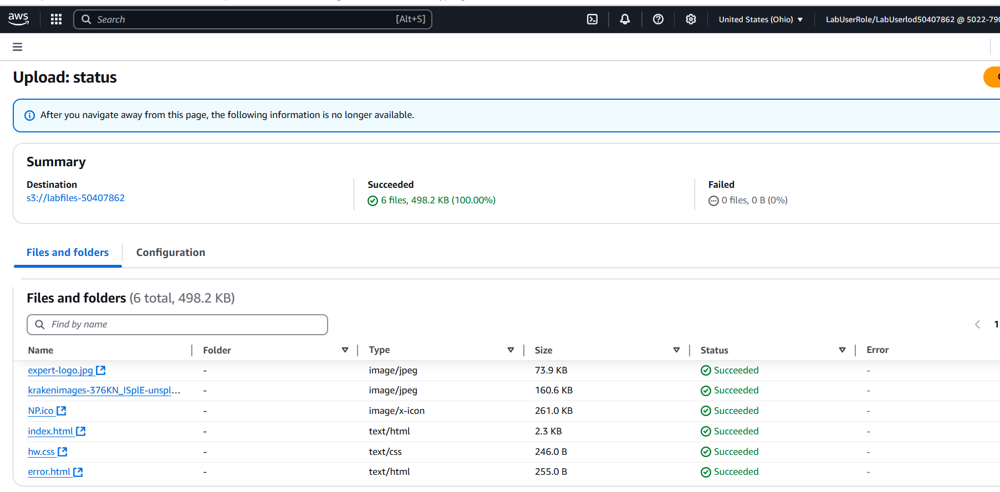 aws
Search [Alt+S] United States (Ohio) LabUserRole/LabUserlod50407862 @ 5022-790
Upload: status
After you navigate away from this page, the following information is no longer available.
Summary
Destination
s3://labfiles-50407862
Succeeded
6 files, 498.2 KB (100.00%)
Failed
0 files, 0 B (0%)
Files and folders Configuration
Files and folders (6 total, 498.2 KB)
Find by name 1
Name Folder Type Size Status Error
expert-logo.jpg - image/jpeg 73.9 KB Succeeded -
krakenimages-376KN_ISplE-unspl... - image/jpeg 160.6 KB Succeeded -
NP.ico - image/x-icon 261.0 KB Succeeded -
index.html - text/html 2.3 KB Succeeded -
hw.css - text/css 246.0 B Succeeded -
error.html - text/html 255.0 B Succeeded -